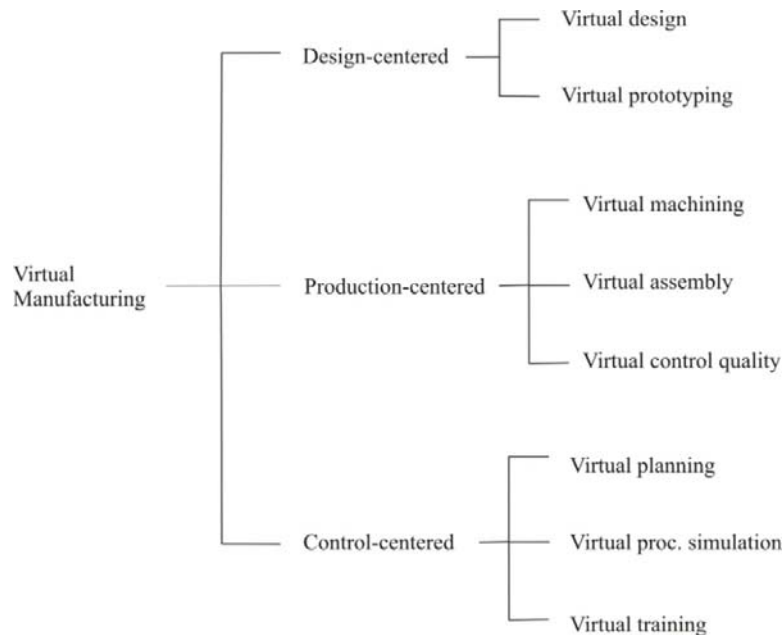 Virtual design
Design-centered
Virtual prototyping
Virtual machining
Virtual
Manufacturing
Production-centered
Virtual assembly
Virtual control quality
Virtual planning
Control-centered
Virtual proc. simulation
Virtual training